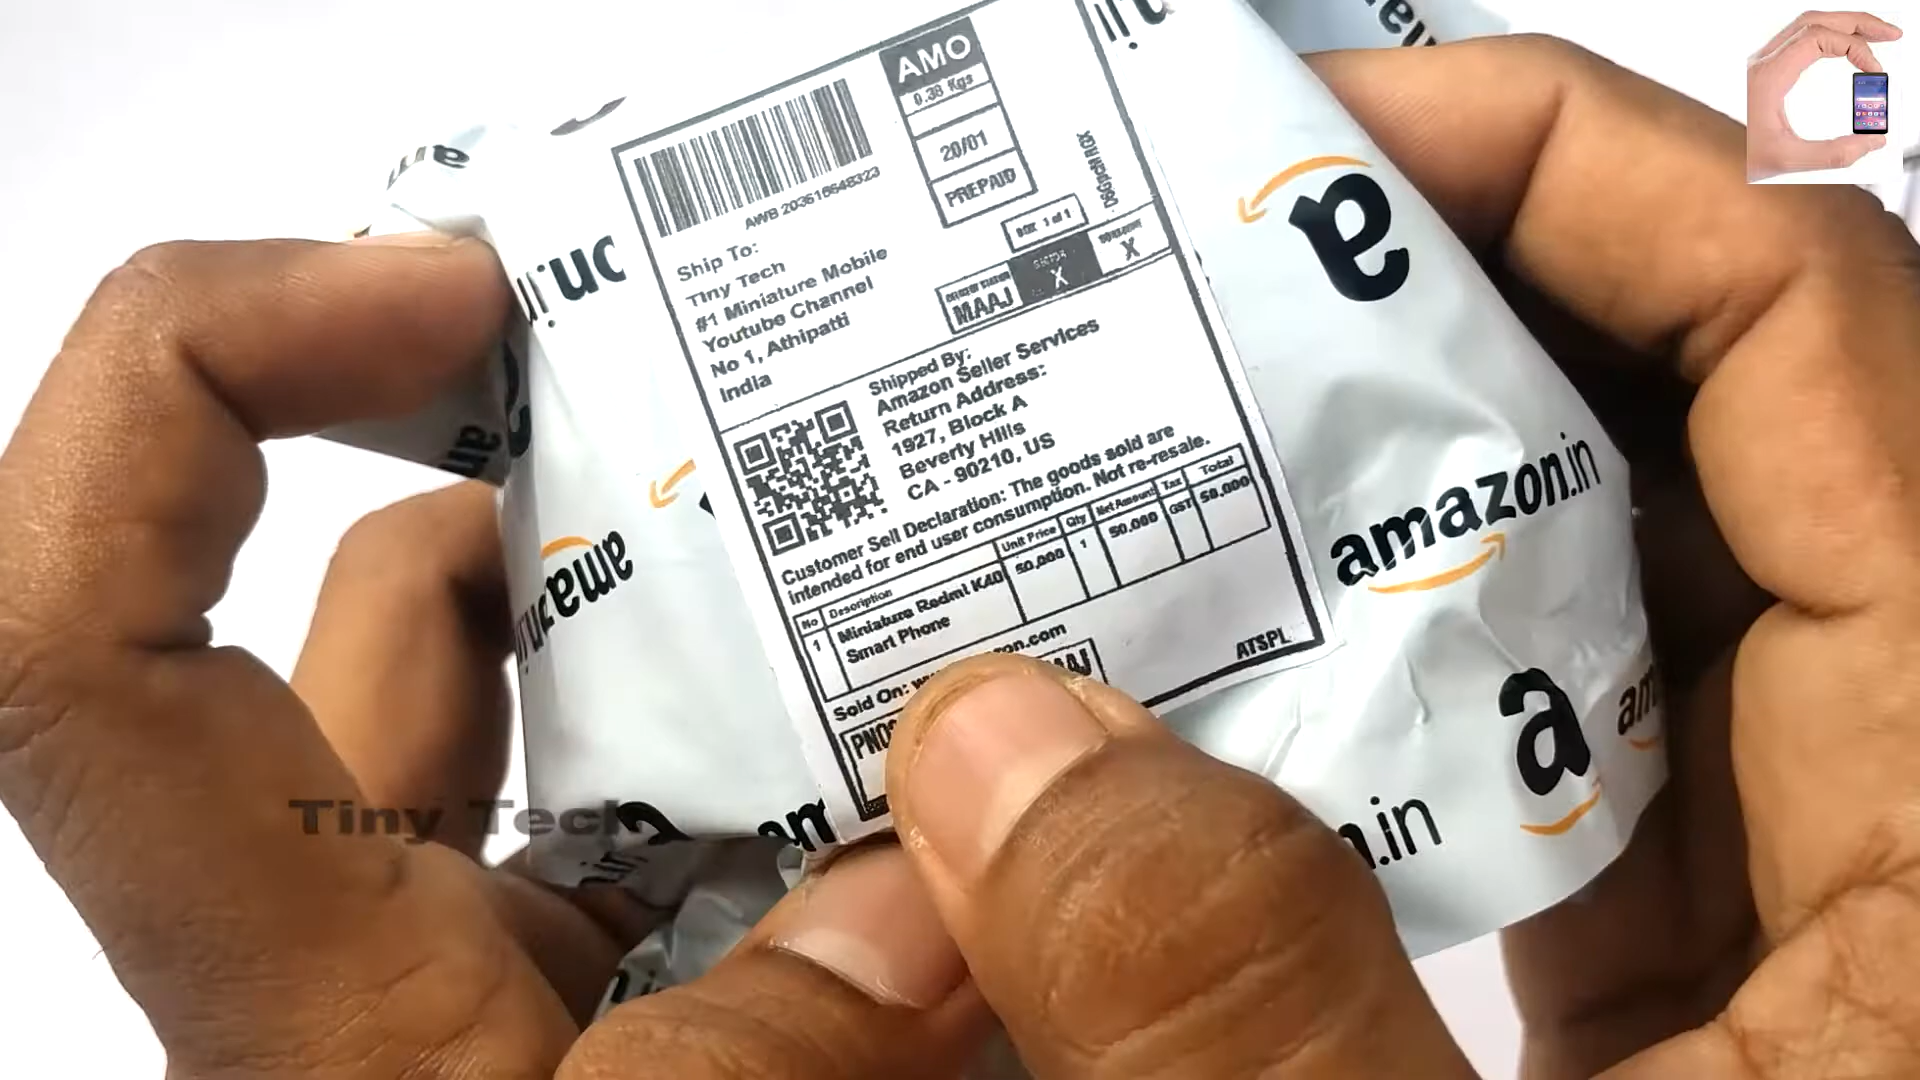 AMO
0.38 Kgs
20/01
PREPAID
AWB 203616648323
BOX 1 of 1
MAAJ
X
X
Ship To:
Tiny Tech
#1 Miniature Mobile
Youtube Channel
No 1, Athipatti
India
Shipped By:
Amazon Seller Services
Return Address:
1927, Block A
Beverly Hills
CA - 90210, US
Customer Sell Declaration: The goods sold are
intended for end user consumption. Not re-resale.
No Description Unit Price Qty Net Amount Tax Total
1 Miniature Redmi K40 50,000 1 50,000 GST 50,000
Smart Phone
Sold On:
ATSPL
amazon.in
a
a
amazon.in
Tiny Tech